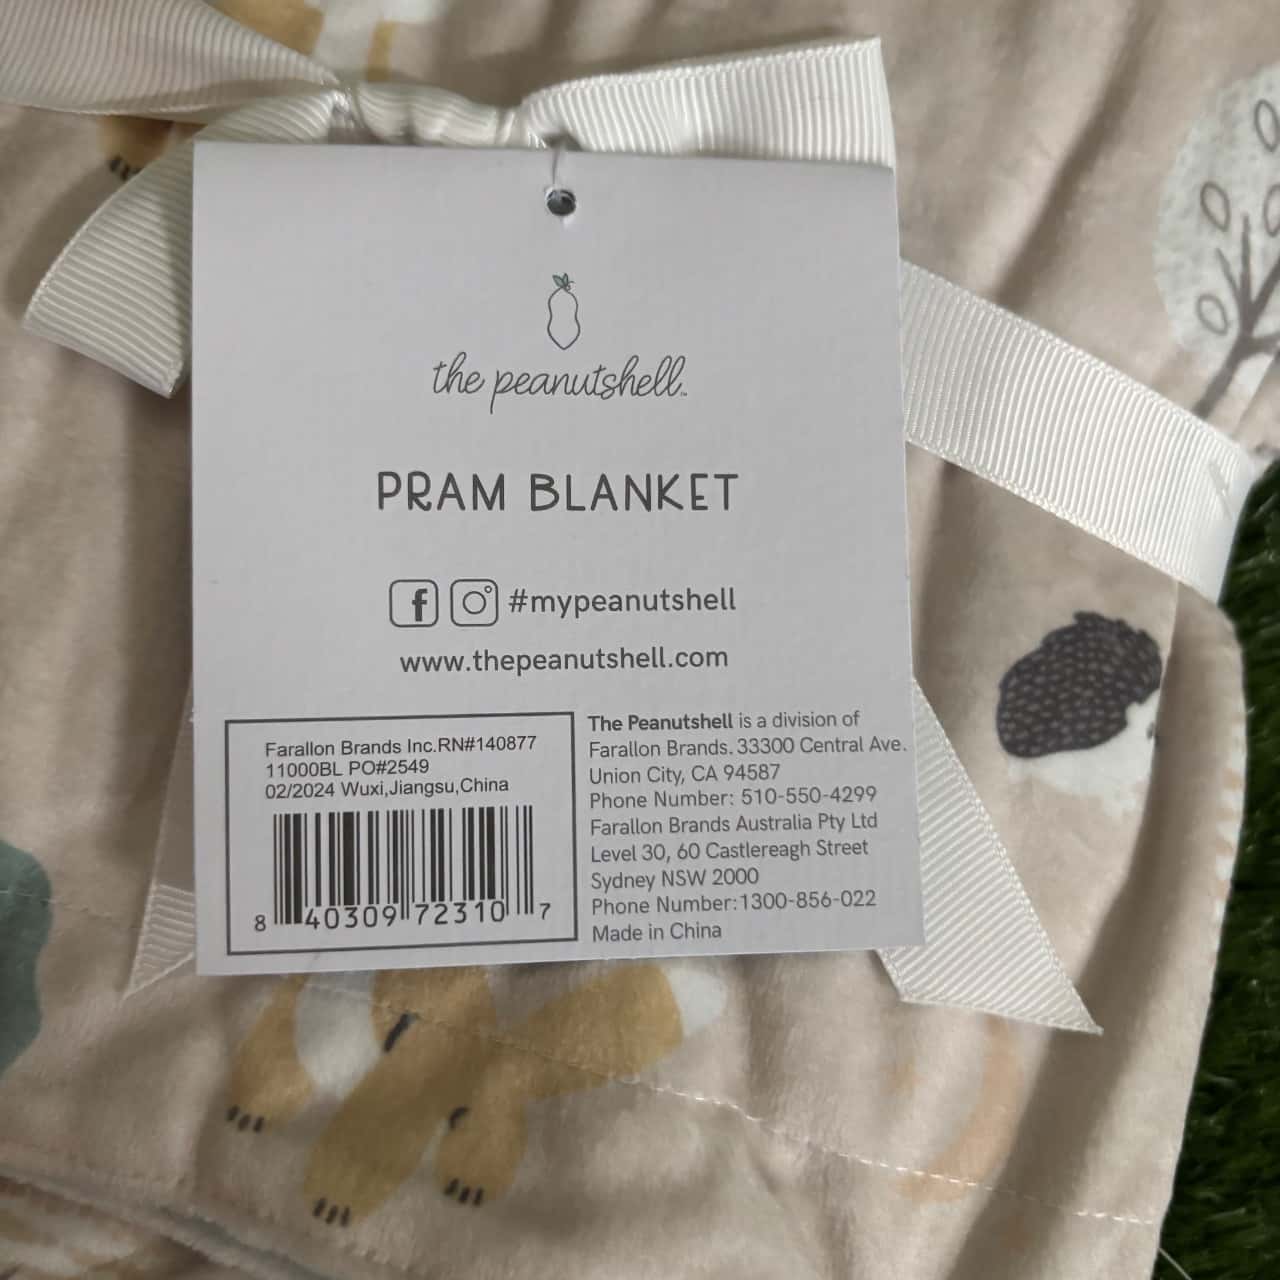 the peanutshell™
PRAM BLANKET
#mypeanutshell
www.thepeanutshell.com
Farallon Brands Inc.RN#140877
11000BL PO#2549
02/2024 Wuxi,Jiangsu,China
8 40309 72310 7
The Peanutshell is a division of
Farallon Brands. 33300 Central Ave.
Union City, CA 94587
Phone Number: 510-550-4299
Farallon Brands Australia Pty Ltd
Level 30, 60 Castlereagh Street
Sydney NSW 2000
Phone Number:1300-856-022
Made in China